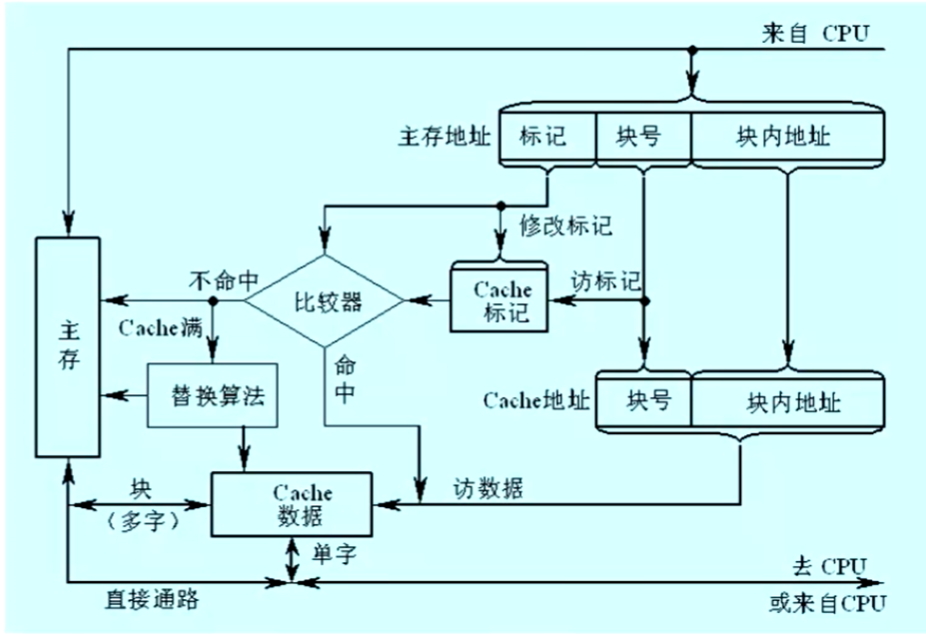 来自 CPU
主存地址 标记 块号 块内地址
修改标记
不命中 比较器 Cache 标记 访标记
主存
Cache满
替换算法
命中
Cache地址 块号 块内地址
块
(多字)
Cache
数据
访数据
单字
去 CPU
直接通路
或来自CPU